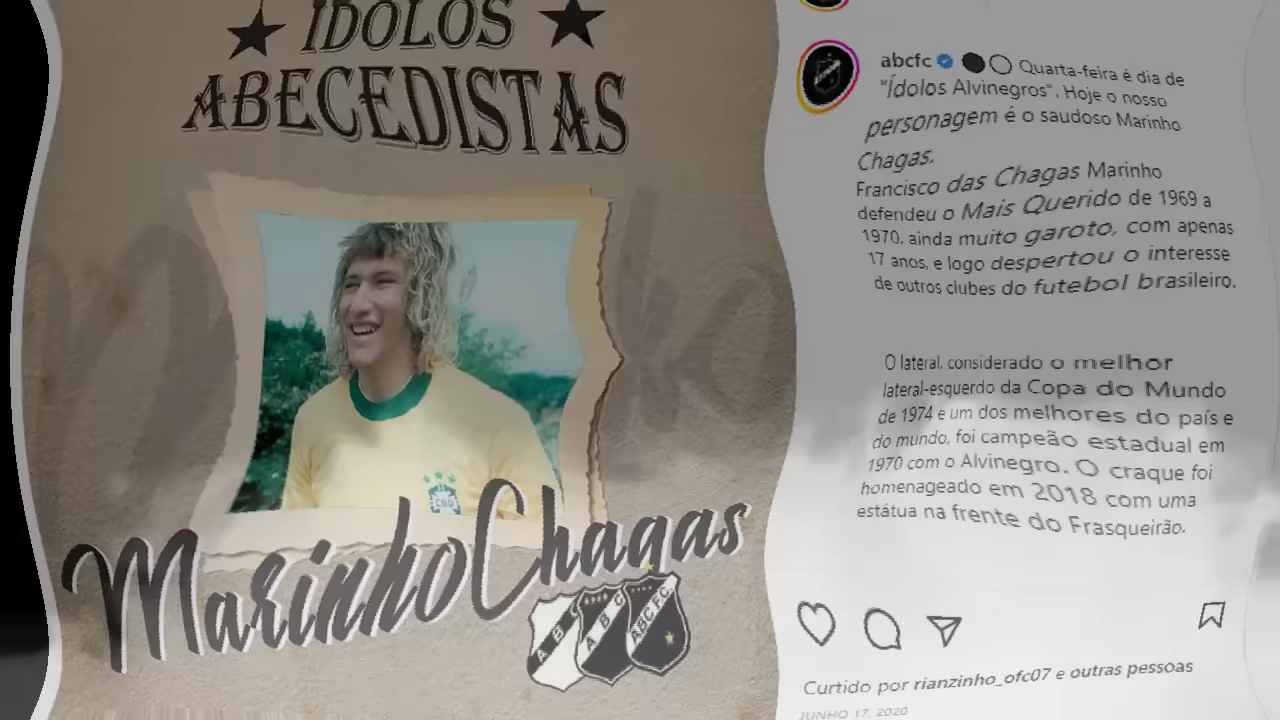 ÍDOLOS
ABECEDISTAS
CBD
Marinho Chagas
A B C
A B C
ABC F.C.
abcfc Quarta-feira é dia de
"Ídolos Alvinegros". Hoje o nosso
personagem é o saudoso Marinho
Chagas.
Francisco das Chagas Marinho
defendeu o Mais Querido de 1969 a
1970, ainda muito garoto, com apenas
17 anos, e logo despertou o interesse
de outros clubes do futebol brasileiro.
O lateral, considerado o melhor
lateral-esquerdo da Copa do Mundo
de 1974 e um dos melhores do país e
do mundo, foi campeão estadual em
1970 com o Alvinegro. O craque foi
homenageado em 2018 com uma
estátua na frente do Frasqueirão.
Curtido por rianzinho_ofc07 e outras pessoas
JUNHO 17, 2020